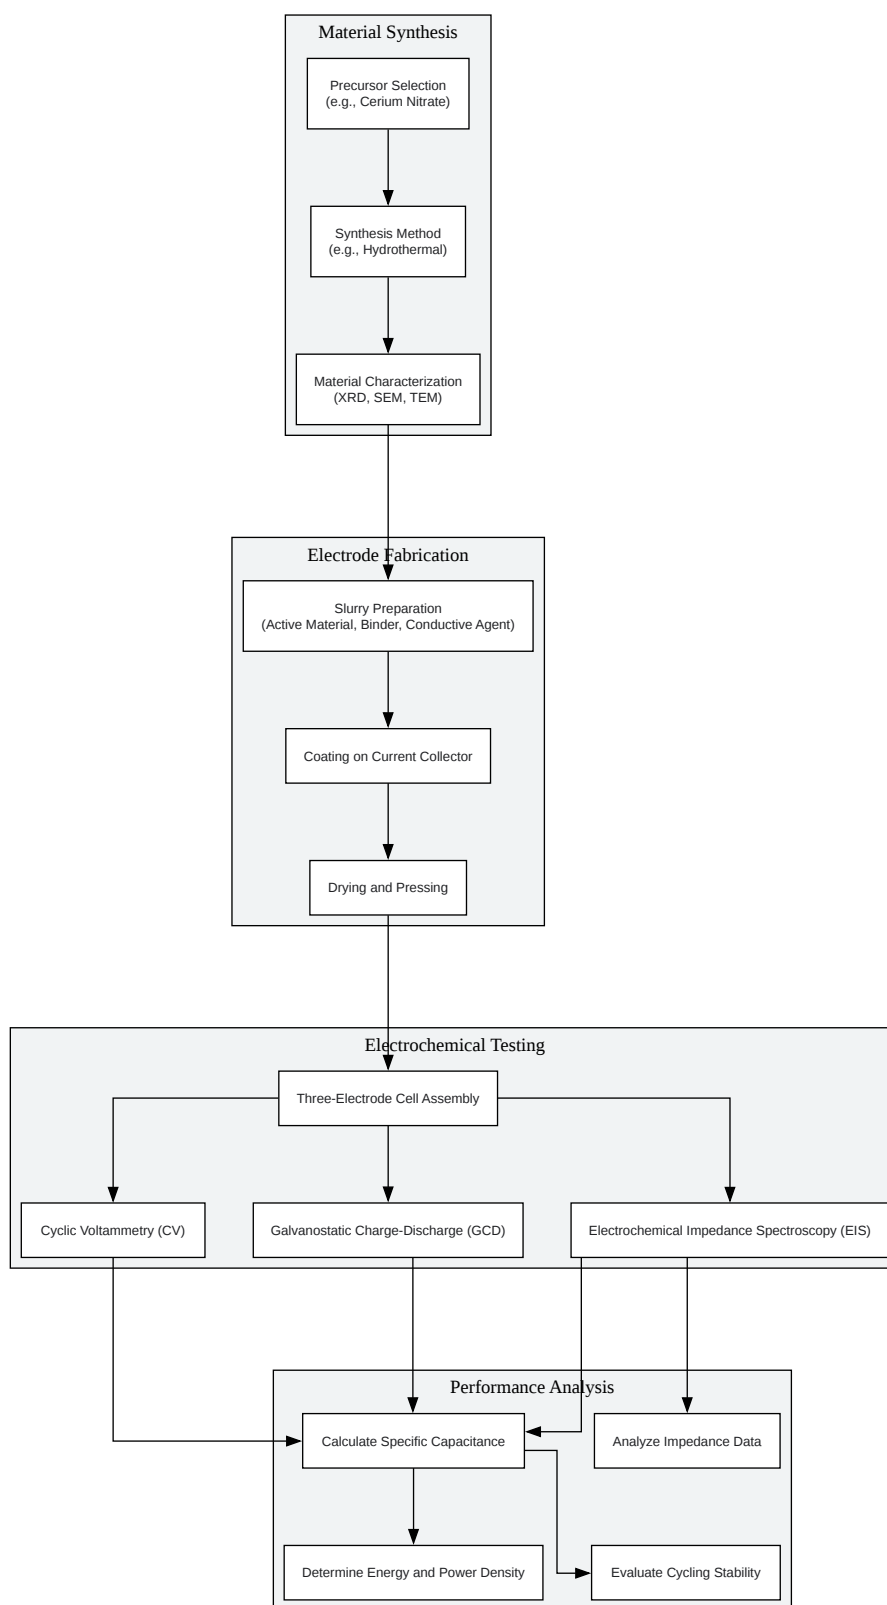 Material Synthesis
Precursor Selection
(e.g., Cerium Nitrate)
Synthesis Method
(e.g., Hydrothermal)
Material Characterization
(XRD, SEM, TEM)
Electrode Fabrication
Slurry Preparation
(Active Material, Binder, Conductive Agent)
Coating on Current Collector
Drying and Pressing
Electrochemical Testing
Three-Electrode Cell Assembly
Cyclic Voltammetry (CV)
Galvanostatic Charge-Discharge (GCD)
Electrochemical Impedance Spectroscopy (EIS)
Performance Analysis
Calculate Specific Capacitance
Analyze Impedance Data
Determine Energy and Power Density
Evaluate Cycling Stability